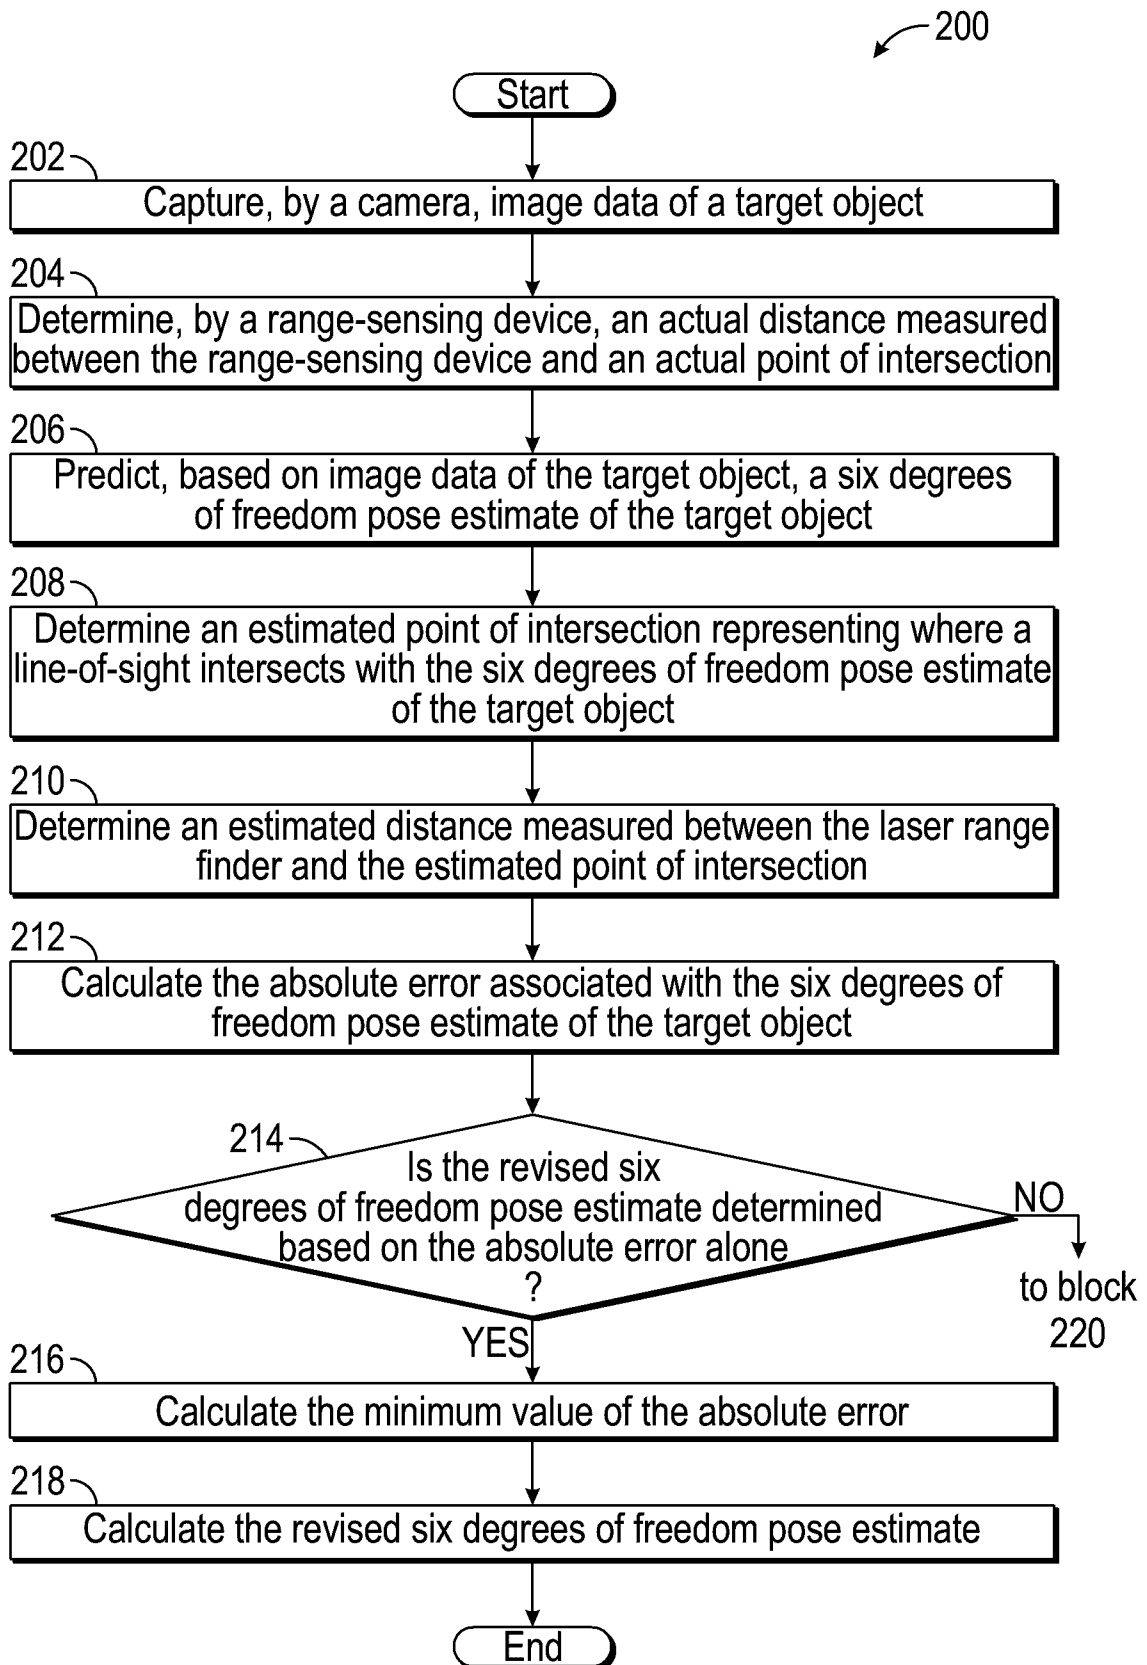 200
Start
202
Capture, by a camera, image data of a target object
204
Determine, by a range-sensing device, an actual distance measured
between the range-sensing device and an actual point of intersection
206
Predict, based on image data of the target object, a six degrees
of freedom pose estimate of the target object
208
Determine an estimated point of intersection representing where a
line-of-sight intersects with the six degrees of freedom pose estimate
of the target object
210
Determine an estimated distance measured between the laser range
finder and the estimated point of intersection
212
Calculate the absolute error associated with the six degrees of
freedom pose estimate of the target object
214
Is the revised six
degrees of freedom pose estimate determined
based on the absolute error alone
?
NO
to block
220
YES
216
Calculate the minimum value of the absolute error
218
Calculate the revised six degrees of freedom pose estimate
End